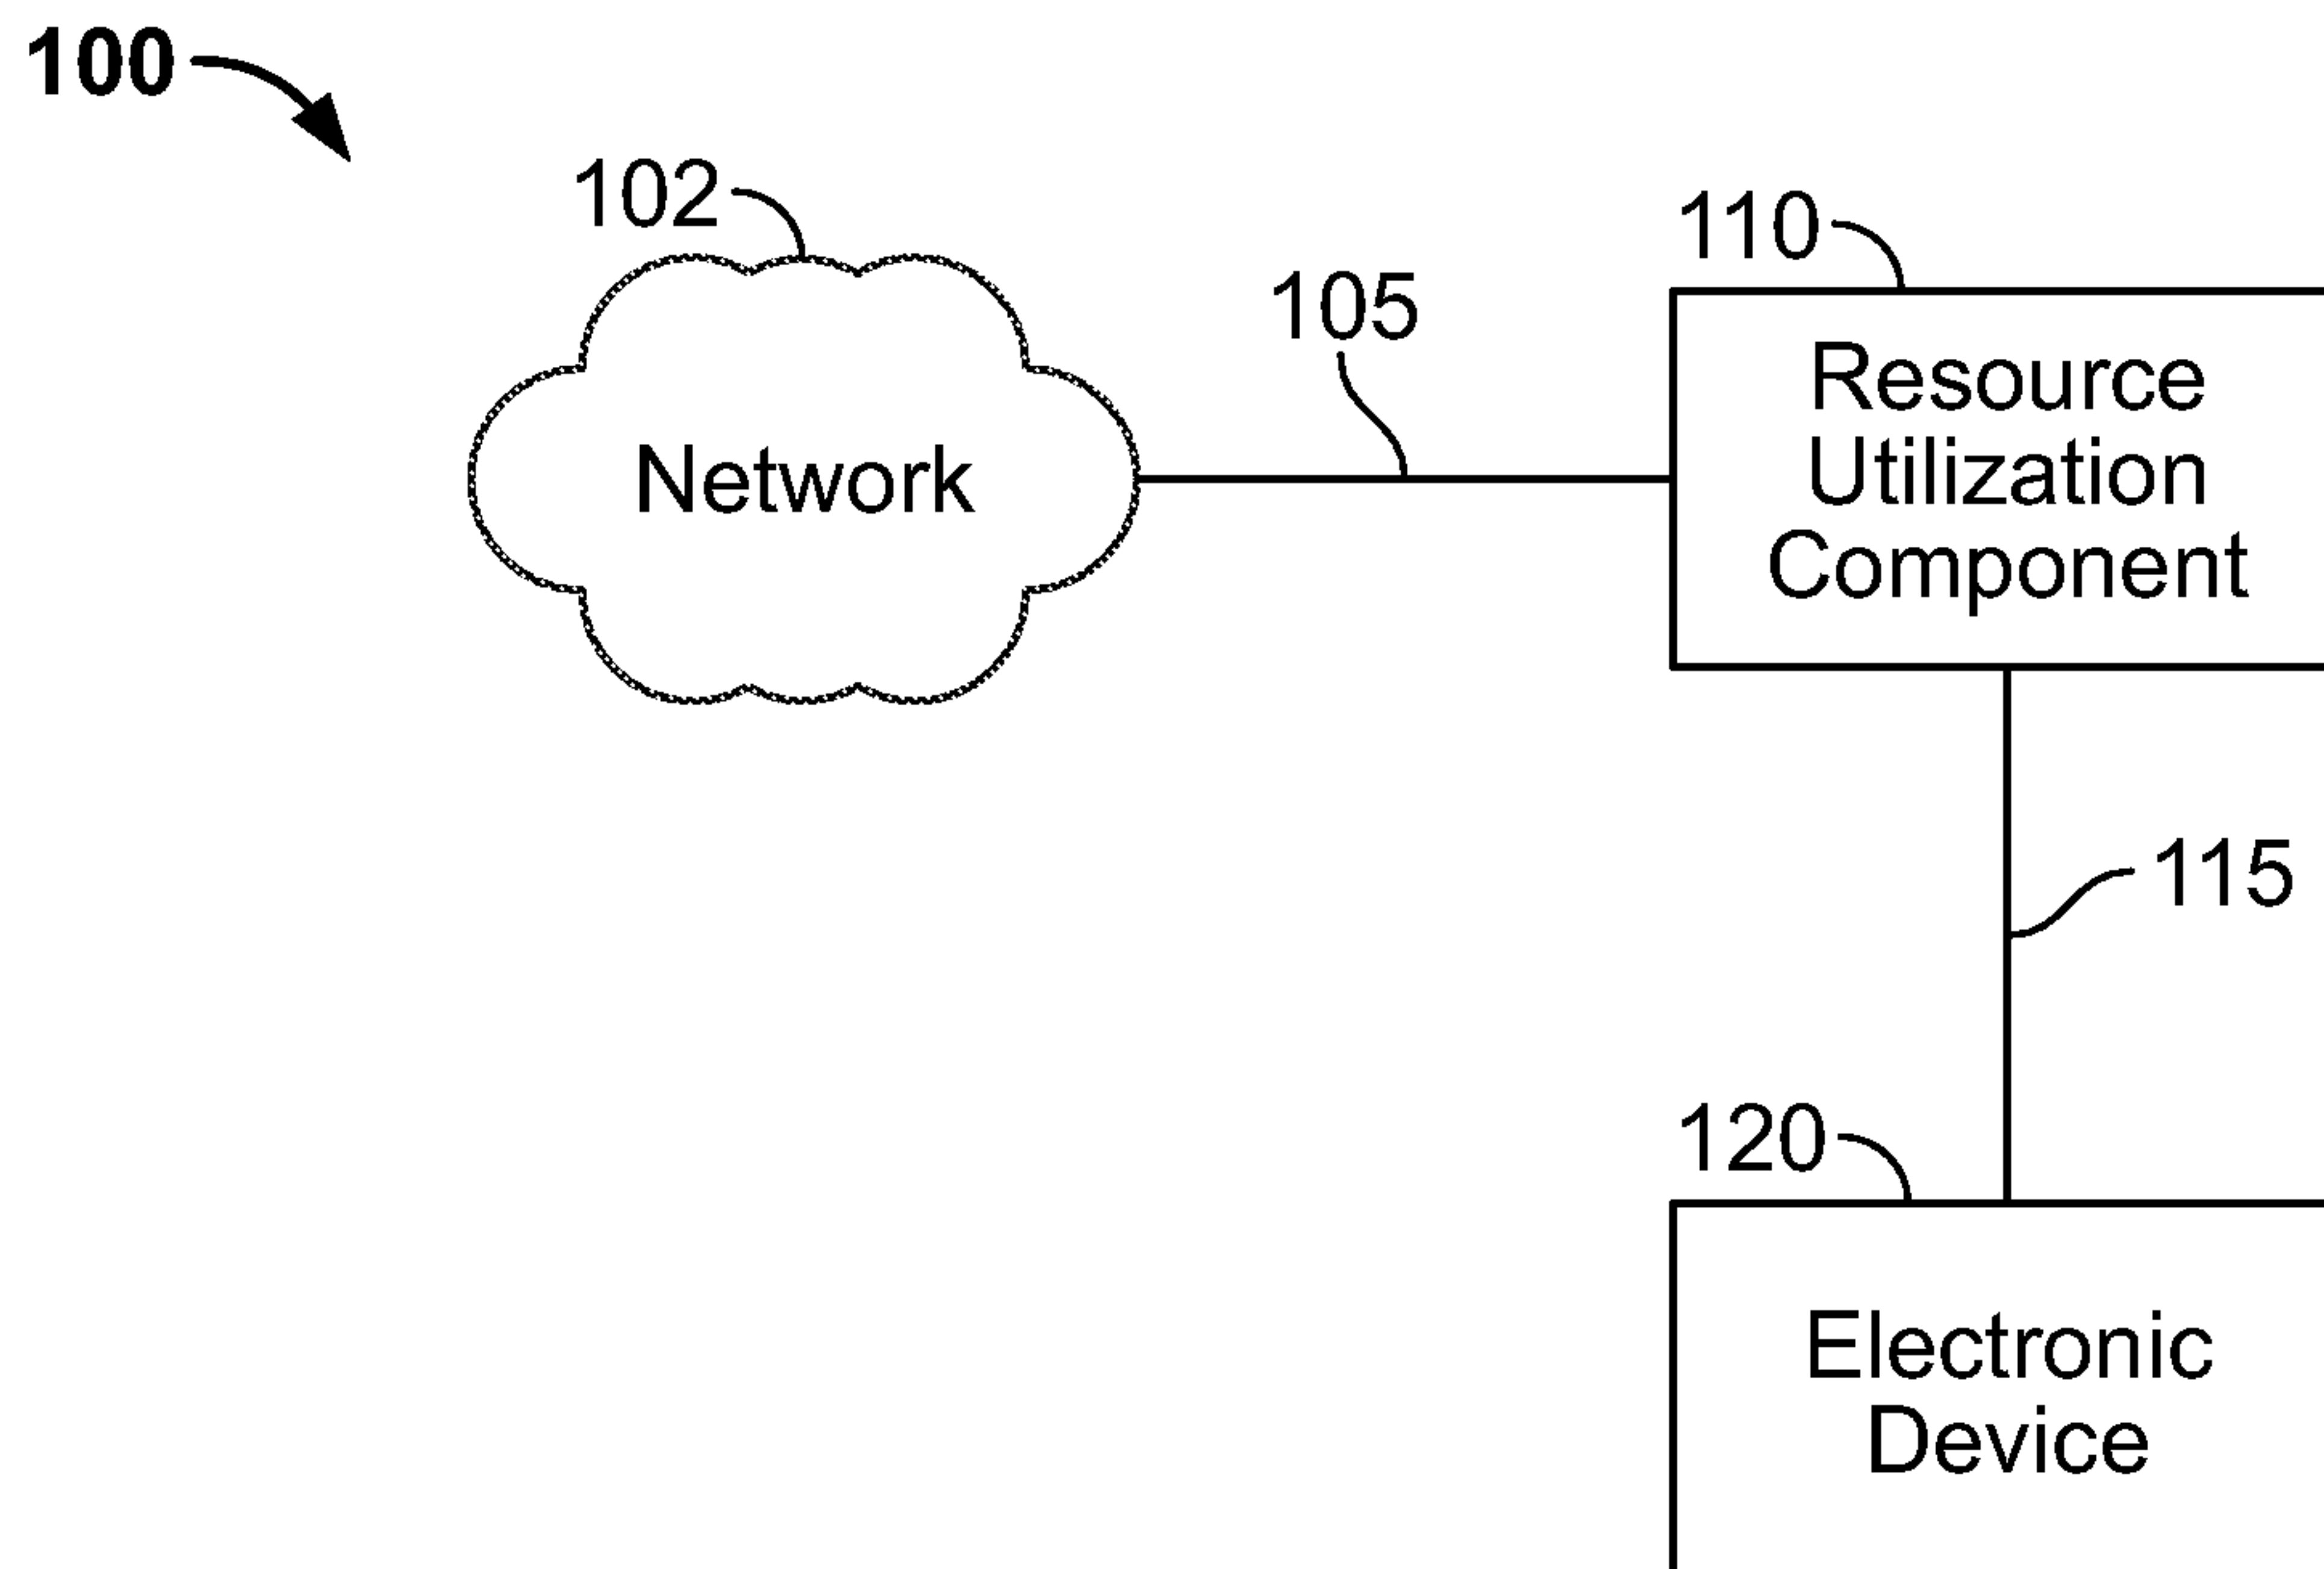 100
102
110
105
Resource
Utilization
Component
Network
115
120
Electronic
Device